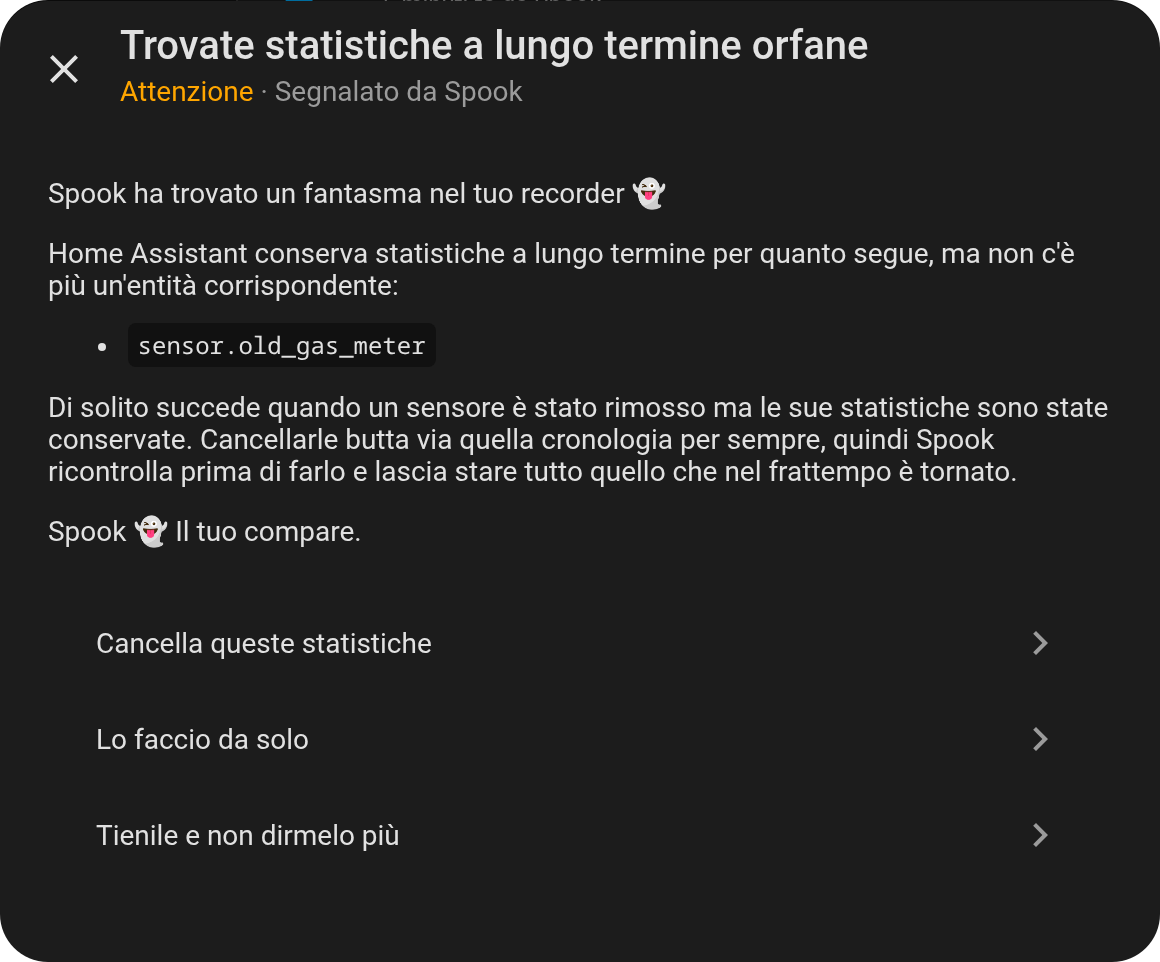 Trovate statistiche a lungo termine orfane
Attenzione · Segnalato da Spook
Spook ha trovato un fantasma nel tuo recorder 👻
Home Assistant conserva statistiche a lungo termine per quanto segue, ma non c'è
più un'entità corrispondente:
• sensor.old_gas_meter
Di solito succede quando un sensore è stato rimosso ma le sue statistiche sono state
conservate. Cancellarle butta via quella cronologia per sempre, quindi Spook
ricontrolla prima di farlo e lascia stare tutto quello che nel frattempo è tornato.
Spook 👻 Il tuo compare.
Cancella queste statistiche
Lo faccio da solo
Tienile e non dirmelo più